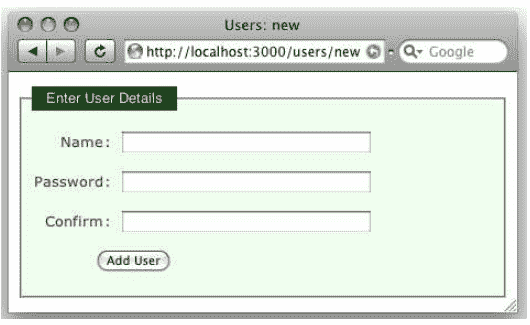 Users: new
http://localhost:3000/users/new
Google
Enter User Details
Name:
Password:
Confirm:
Add User